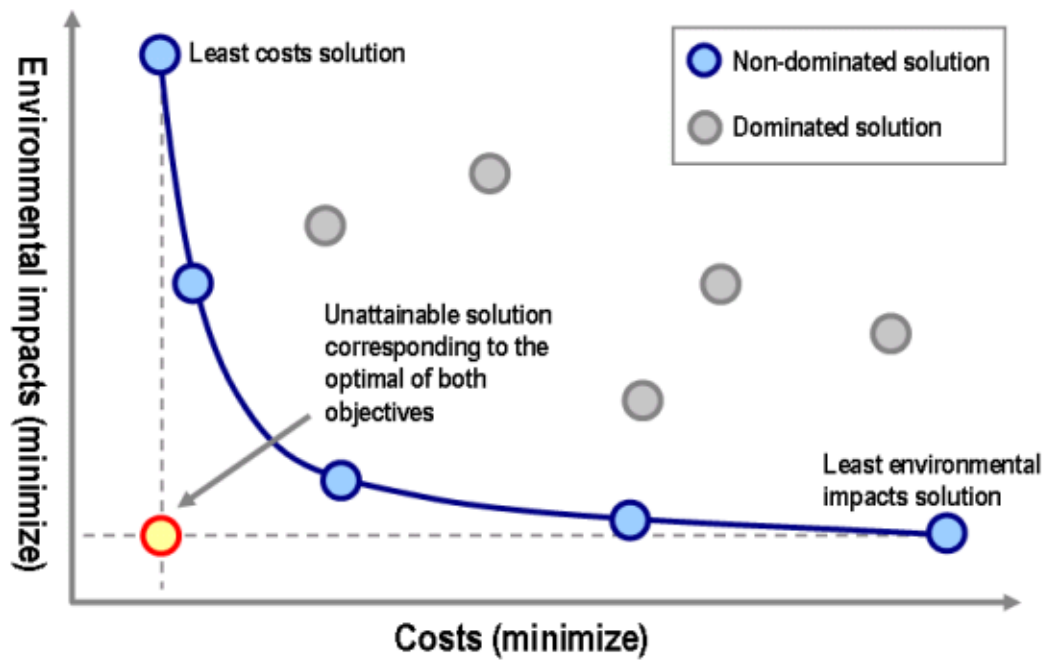 Least costs solution
Non-dominated solution
Dominated solution
Environmental impacts (minimize)
Unattainable solution
corresponding to the
optimal of both
objectives
Least environmental
impacts solution
Costs (minimize)